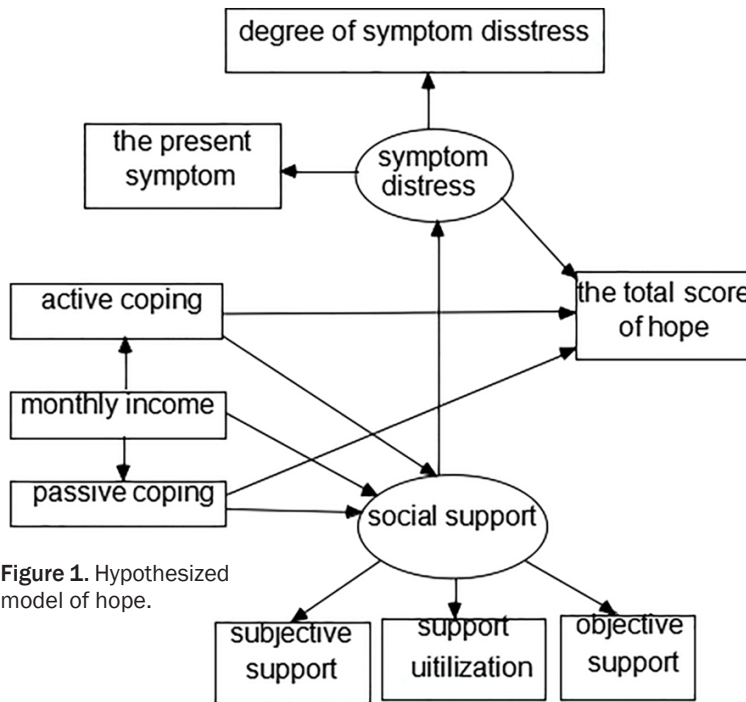 degree of symptom disstress
the present
symptom
symptom
distress
active coping
the total score
of hope
monthly income
passive coping
social support
Figure 1. Hypothesized
model of hope.
subjective
support
support
uitilization
objective
support